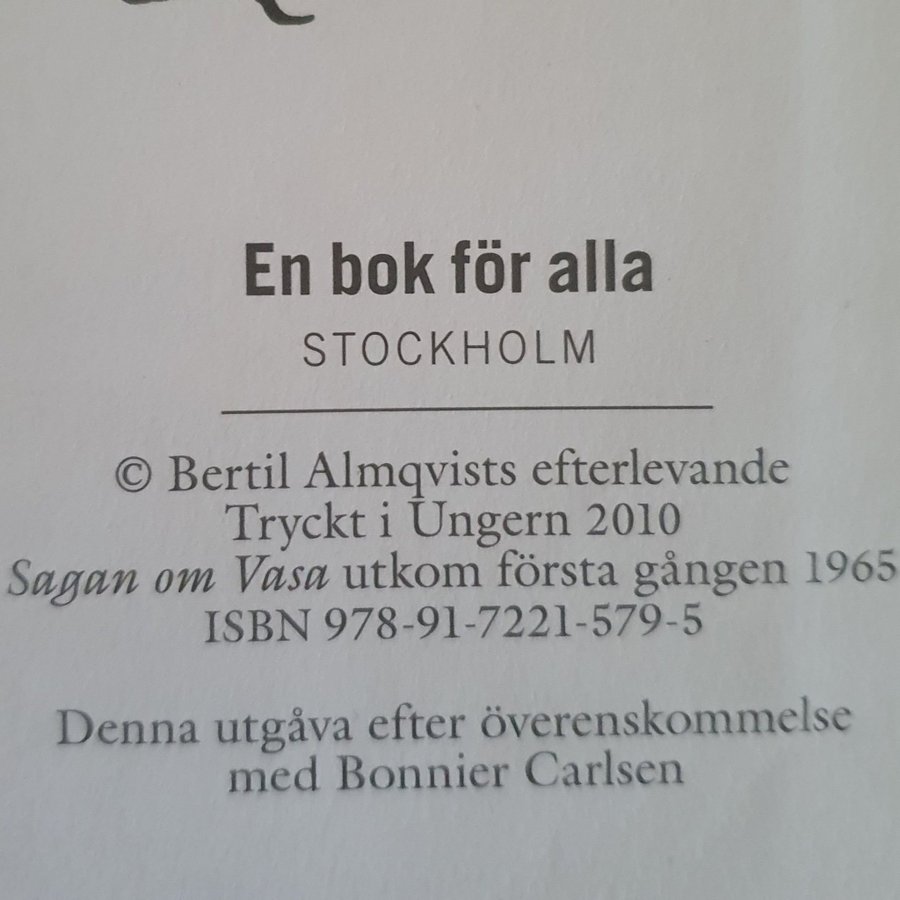 En bok för alla
STOCKHOLM
© Bertil Almqvists efterlevande
Tryckt i Ungern 2010
Sagan om Vasa utkom första gången 1965
ISBN 978-91-7221-579-5
Denna utgåva efter överenskommelse
med Bonnier Carlsen